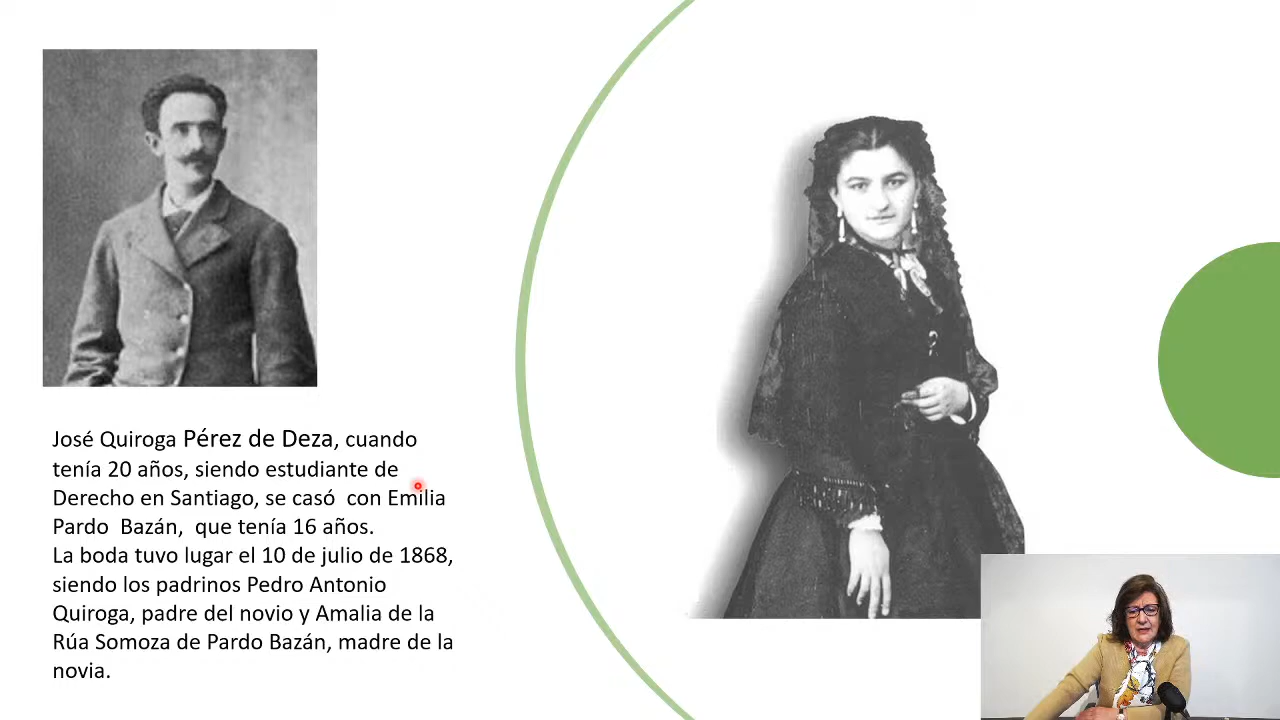 José Quiroga Pérez de Deza, cuando
tenía 20 años, siendo estudiante de
Derecho en Santiago, se casó con Emilia
Pardo Bazán, que tenía 16 años.
La boda tuvo lugar el 10 de julio de 1868,
siendo los padrinos Pedro Antonio
Quiroga, padre del novio y Amalia de la
Rúa Somoza de Pardo Bazán, madre de la
novia.